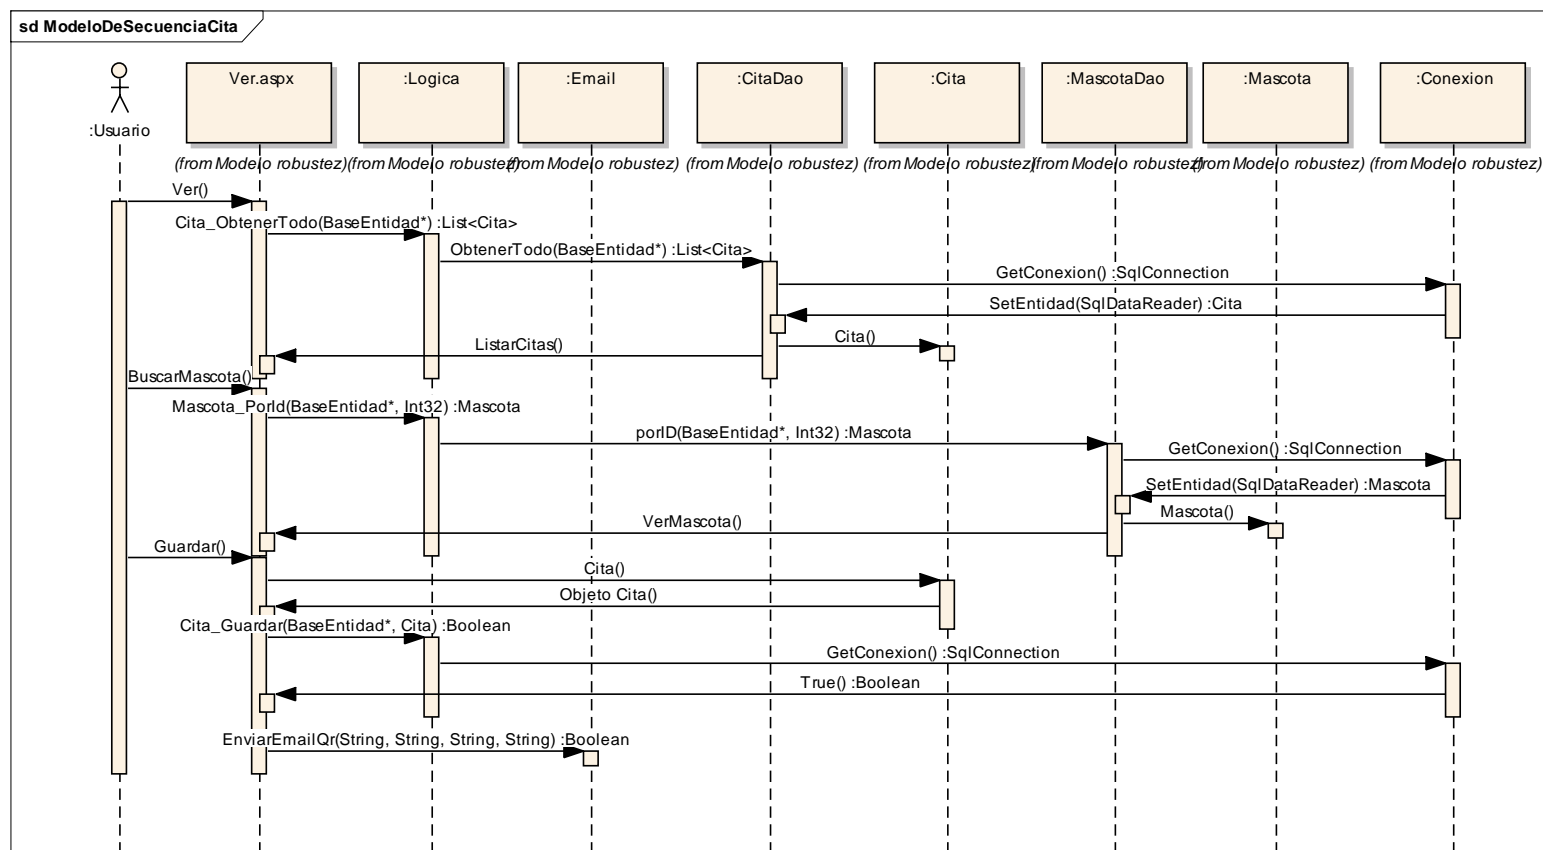 sd ModeloDeSecuenciaCita
:Usuario
Ver.aspx
:Logica
:Email
:CitaDao
:Cita
:MascotaDao
:Mascota
:Conexion
(from Modelo robustez)
(from Modelo robustez)
(from Modelo robustez)
(from Modelo robustez)
(from Modelo robustez)
(from Modelo robustez)
(from Modelo robustez)
(from Modelo robustez)
Ver()
Cita_ObtenerTodo(BaseEntidad*) :List<Cita>
ObtenerTodo(BaseEntidad*) :List<Cita>
GetConexion() :SqlConnection
SetEntidad(SqlDataReader) :Cita
Cita()
ListarCitas()
BuscarMascota()
Mascota_PorId(BaseEntidad*, Int32) :Mascota
porID(BaseEntidad*, Int32) :Mascota
GetConexion() :SqlConnection
SetEntidad(SqlDataReader) :Mascota
Mascota()
VerMascota()
Guardar()
Cita()
Objeto Cita()
Cita_Guardar(BaseEntidad*, Cita) :Boolean
GetConexion() :SqlConnection
True() :Boolean
EnviarEmailQr(String, String, String, String) :Boolean